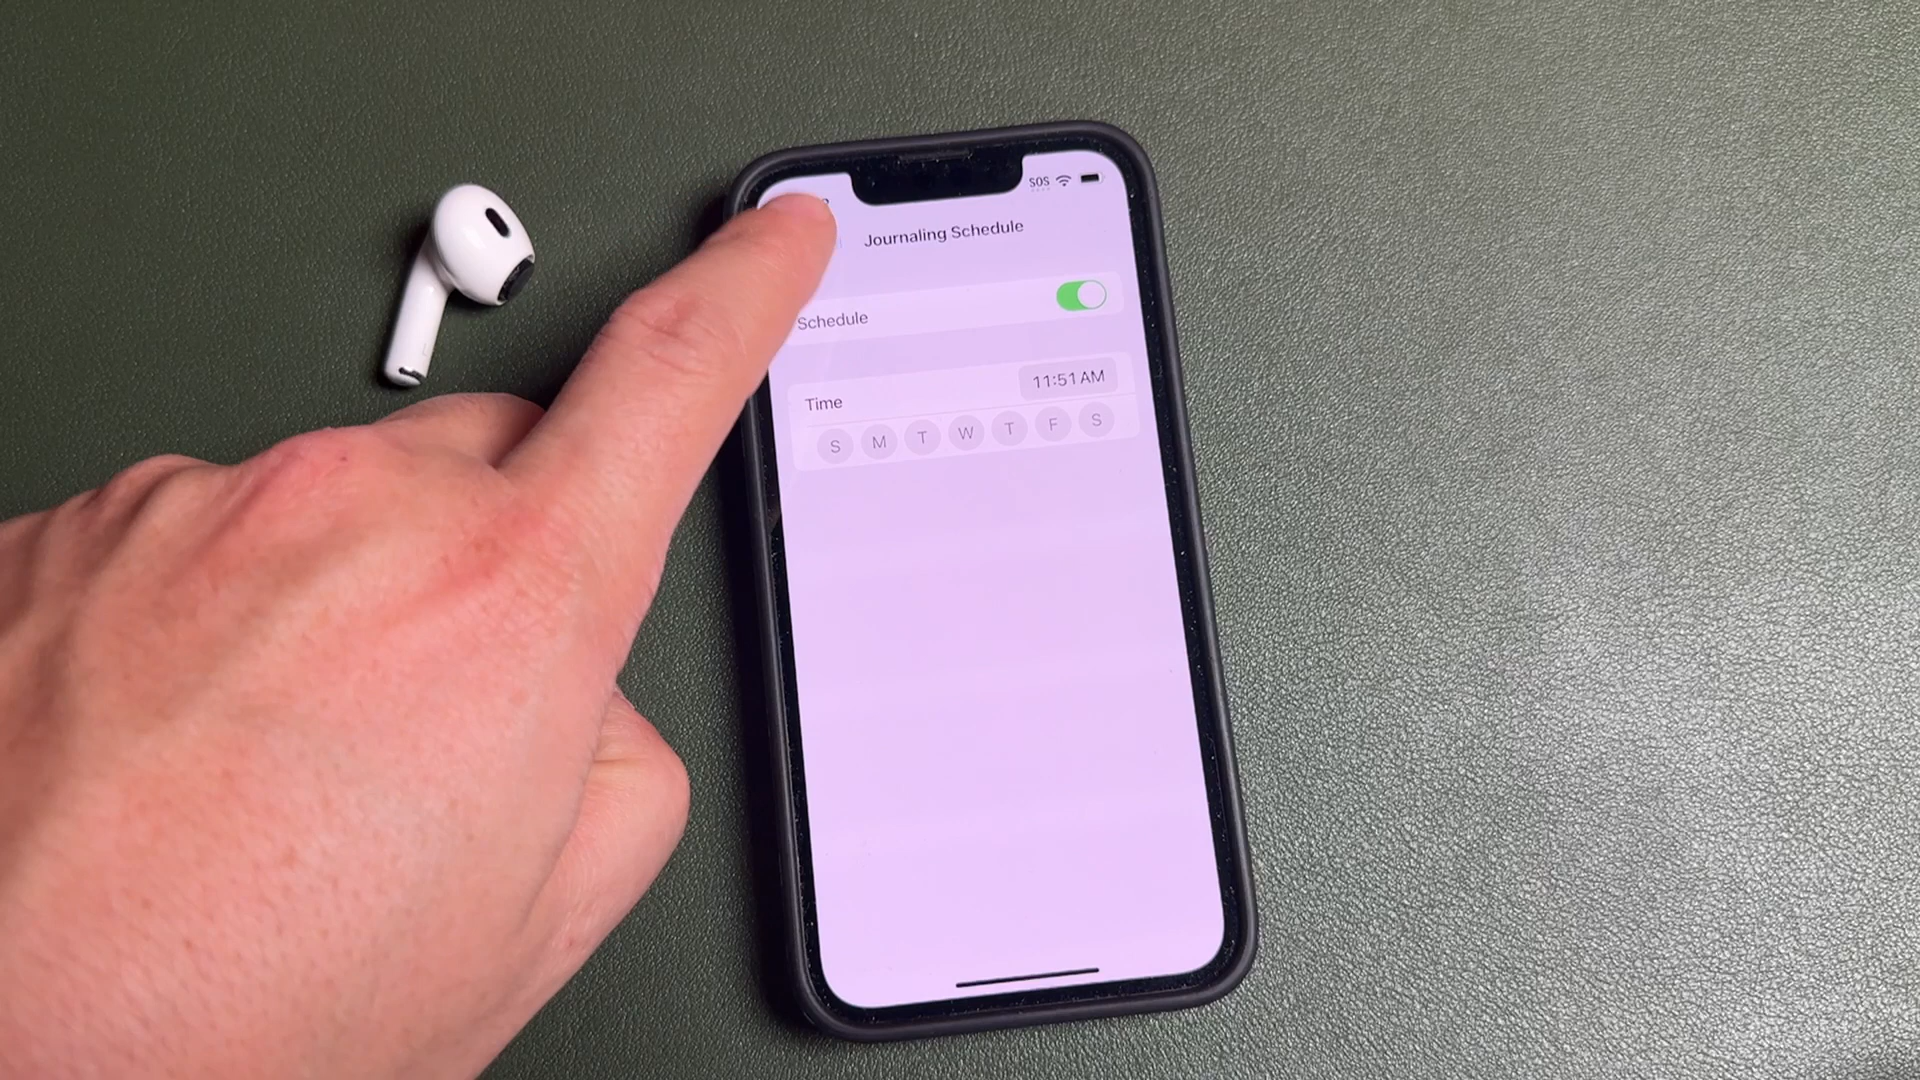 SOS
Journaling Schedule
Schedule
Time 11:51 AM
S M T W T F S